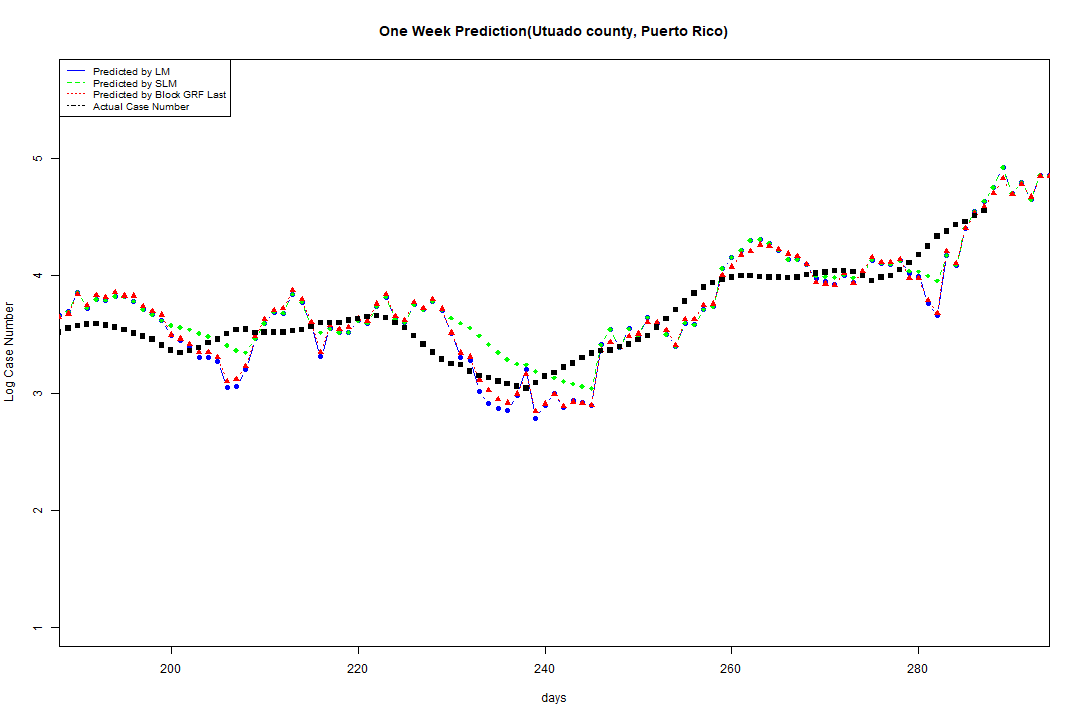 One Week Prediction(Utuado county, Puerto Rico)
Predicted by LM
Predicted by SLM
Predicted by Block GRF Last
Actual Case Number
5
4
3
2
1
Log Case Number
200 220 240 260 280
days